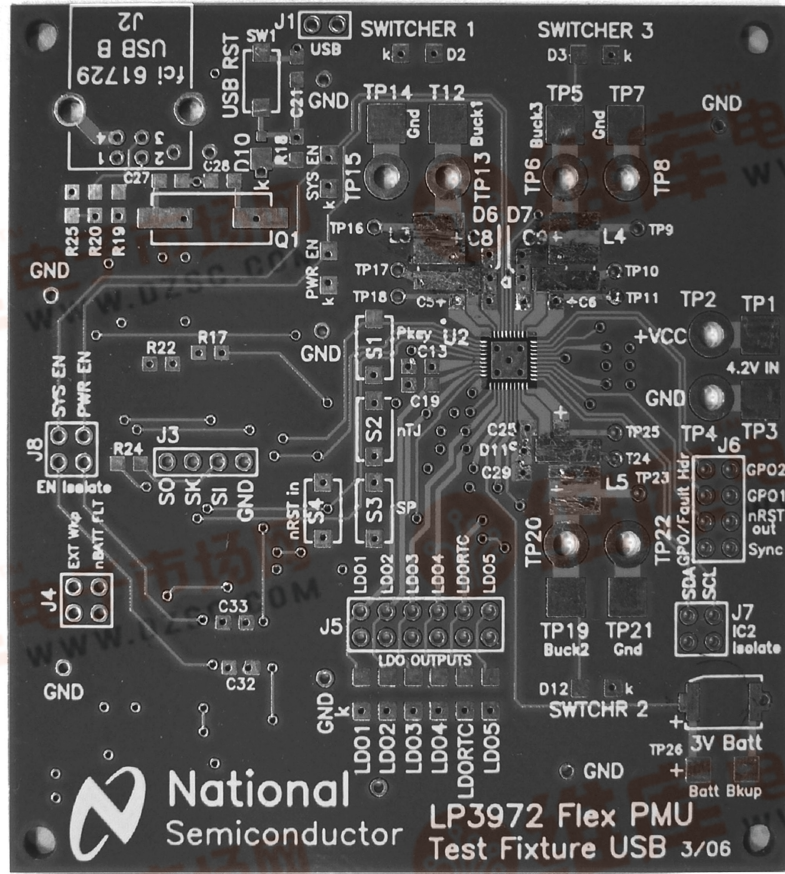 J2
USB B
fci 61729
4 3
1 2
J1
USB
SW1
USB RST
C21
SWITCHER 1
k D2
SWITCHER 3
D3 k
GND
TP14
T12
Gnd
Buck1
TP5
TP7
Buck3
Gnd
GND
D10
k
R18
SYS EN
k
TP15
TP13
TP6
TP8
C27
C28
R25
R20
R19
Q1
PWR EN
k
TP16
TP17
TP18
L3
D6 D7
C8
C9
L4
TP9
TP10
TP11
C5
C6
GND
SYS EN
PWR EN
R22
R17
GND
S1
Pkey
U2
C13
C19
TP2
TP1
+VCC
4.2V IN
GND
TP4
TP3
J8
EN Isolate
R24
J3
SO
SK
SI
GND
S2
nTJ
C25
D11
C29
TP25
T24
TP23
L5
J6
GPO2
GPO1
nRST
out
Sync
GPO/Fault Hdr
nRST in
S4
S3
SP
TP20
TP22
EXT Wkp
nBATT FLT
J4
C33
C32
GND
LDO1
LDO2
LDO3
LDO4
LDORTC
LDO5
J5
LDO OUTPUTS
TP19
Buck2
TP21
Gnd
SDA
SCL
J7
IC2
Isolate
GND
k
LDO1
LDO2
LDO3
LDO4
LDORTC
LDO5
D12 k
SWTCHR 2
3V Batt
TP26
Batt Bkup
GND
National
Semiconductor
LP3972 Flex PMU
Test Fixture USB 3/06
WWW.DZSC.COM